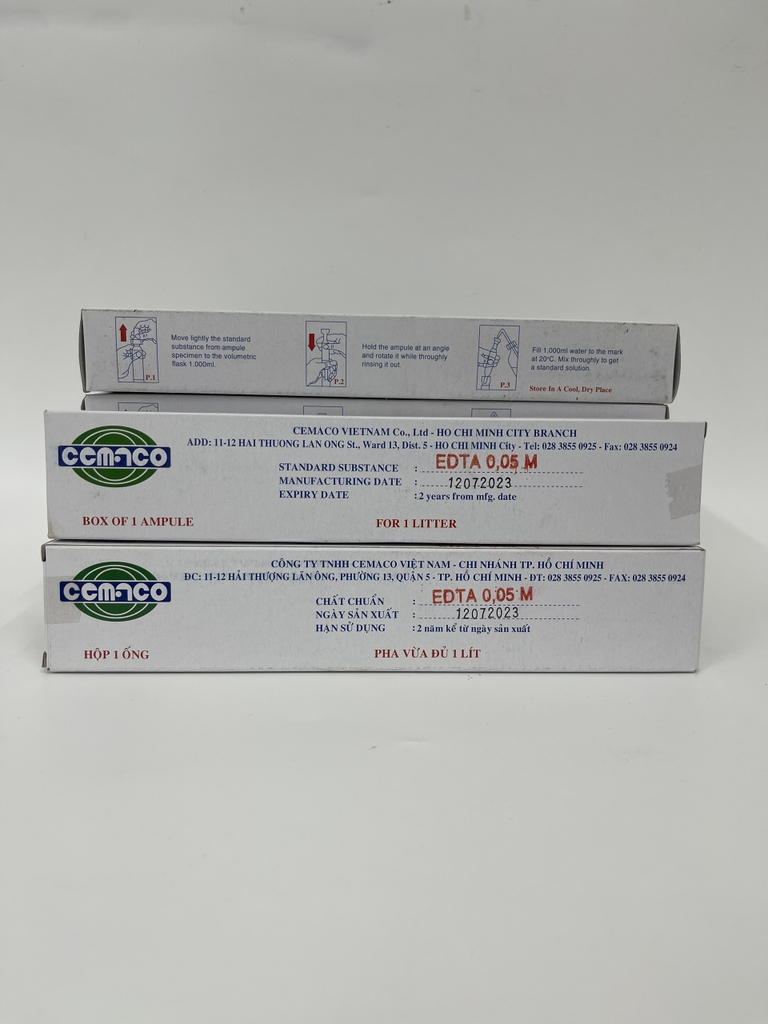 Move lightly the standard
substance from ampule
specimen to the volumetric
flask 1.000ml.
P.1
Hold the ampule at an angle
and rotate it while throughly
rinsing it out.
P.2
Fill 1.000ml water to the mark
at 20°C. Mix throughly to get
a standard solution.
P.3
Store In A Cool, Dry Place
CEMACO
CEMACO VIETNAM Co., Ltd - HO CHI MINH CITY BRANCH
ADD: 11-12 HAI THUONG LAN ONG St., Ward 13, Dist. 5 - HO CHI MINH City - Tel: 028 3855 0925 - Fax: 028 3855 0924
STANDARD SUBSTANCE : EDTA 0,05 M
MANUFACTURING DATE : 12072023
EXPIRY DATE : 2 years from mfg. date
BOX OF 1 AMPULE FOR 1 LITTER
CEMACO
CÔNG TY TNHH CEMACO VIỆT NAM - CHI NHÁNH TP. HỒ CHÍ MINH
ĐC: 11-12 HẢI THƯỢNG LÃN ÔNG, PHƯỜNG 13, QUẬN 5 - TP. HỒ CHÍ MINH - ĐT: 028 3855 0925 - FAX: 028 3855 0924
CHẤT CHUẨN : EDTA 0,05 M
NGÀY SẢN XUẤT : 12072023
HẠN SỬ DỤNG : 2 năm kể từ ngày sản xuất
HỘP 1 ỐNG PHA VỪA ĐỦ 1 LÍT